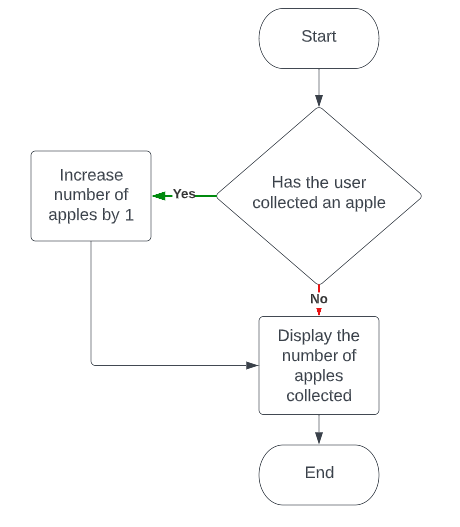 Start
Has the user
collected an apple
Yes
Increase
number of
apples by 1
No
Display the
number of
apples
collected
End